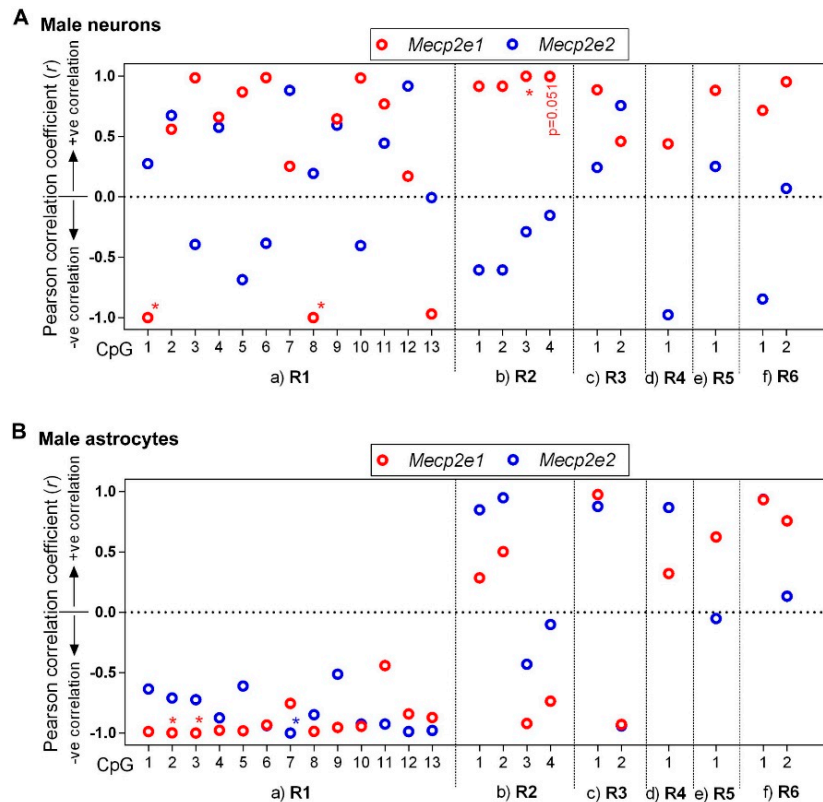 A Male neurons
Mecp2e1 Mecp2e2
Pearson correlation coefficient (r)
-ve correlation +ve correlation
1.0
0.5
0.0
-0.5
-1.0
* * * p=0.051
CpG 1 2 3 4 5 6 7 8 9 10 11 12 13 1 2 3 4 1 2 1 1 1 2
a) R1 b) R2 c) R3 d) R4 e) R5 f) R6
B Male astrocytes
Mecp2e1 Mecp2e2
Pearson correlation coefficient (r)
-ve correlation +ve correlation
1.0
0.5
0.0
-0.5
-1.0
* * *
CpG 1 2 3 4 5 6 7 8 9 10 11 12 13 1 2 3 4 1 2 1 1 1 2
a) R1 b) R2 c) R3 d) R4 e) R5 f) R6